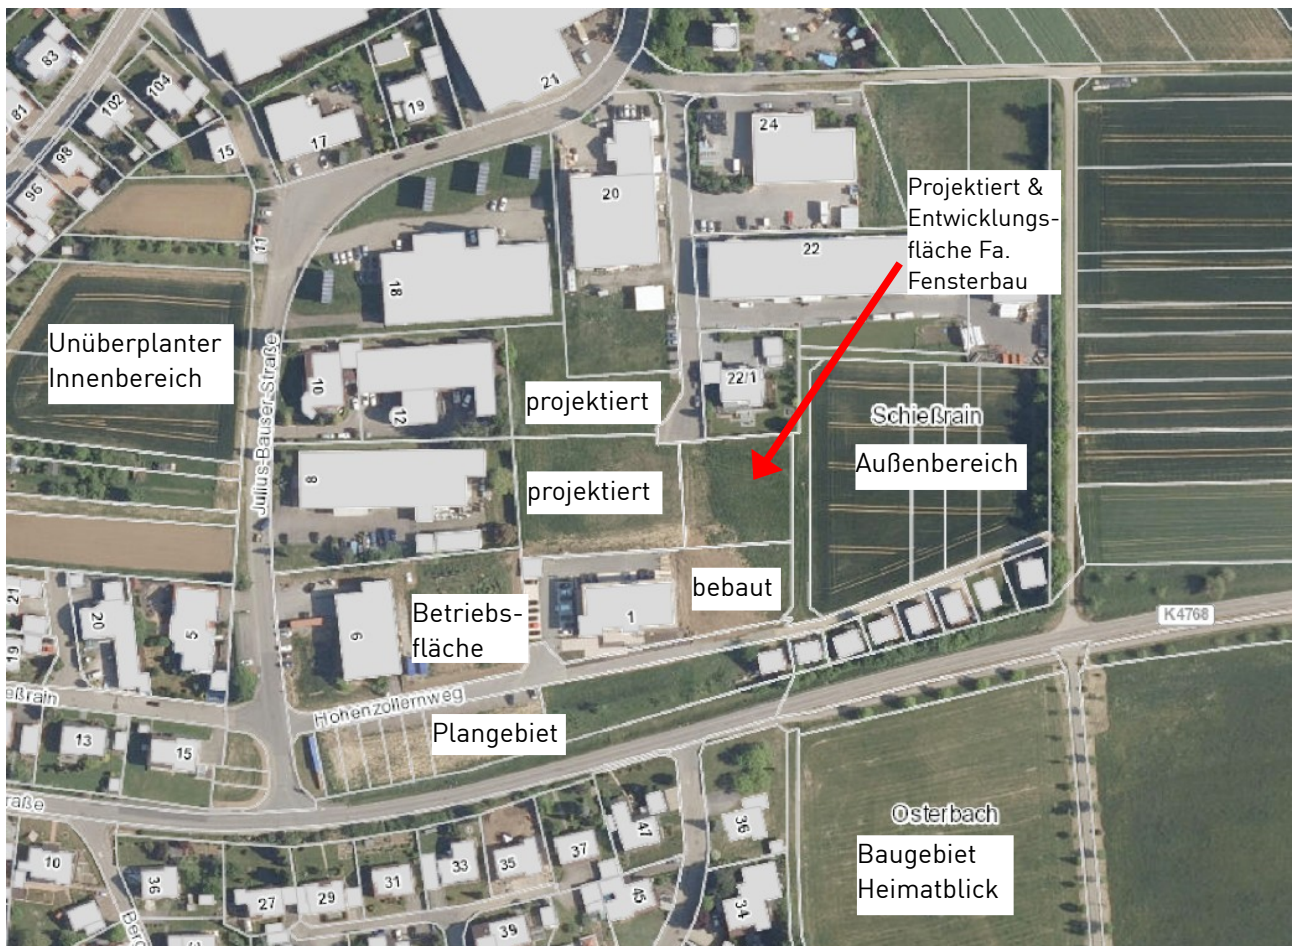 83
81
102
104
98
96
15
17
19
21
11
20
24
Projektiert &
Entwicklungs-
fläche Fa.
Fensterbau
22
18
Unüberplanter
Innenbereich
Julius-Bauser-Straße
10
12
22/1
projektiert
Schießrain
Außenbereich
8
projektiert
bebaut
Betriebs-
fläche
6
1
K4768
21
19
20
5
eßrain
Hohenzollernweg
Plangebiet
13
15
raße
Osterbach
Baugebiet
Heimatblick
10
36
27
29
31
33
35
37
47
45
39
36
34
Berg